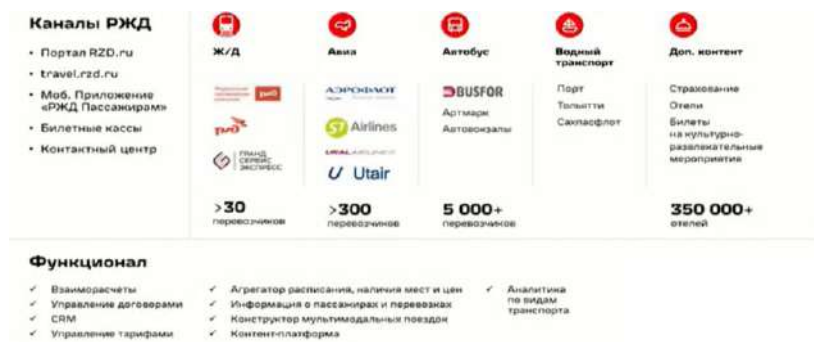 Каналы РЖД
• Портал RZD.ru
• travel.rzd.ru
• Моб. Приложение
«РЖД Пассажирам»
• Билетные кассы
• Контактный центр
Ж/Д
ГРАНД
СЕРВИС
ЭКСПРЕСС
>30
перевозчиков
Авиа
АЭРОФЛОТ
S7 Airlines
URAL AIRLINES
Utair
>300
перевозчиков
Автобус
BUSFOR
Артмарк
Автовокзалы
5 000+
перевозчиков
Водный
транспорт
Порт
Тольятти
Сахпасфлот
Доп. контент
Страхование
Отели
Билеты
на культурно-
развлекательные
мероприятия
350 000+
отелей
Функционал
✓ Взаиморасчеты
✓ Управление договорами
✓ CRM
✓ Управление тарифами
✓ Агрегатор расписания, наличия мест и цен
✓ Информация о пассажирах и перевозках
✓ Конструктор мультимодальных поездок
✓ Контент-платформа
✓ Аналитика
по видам
транспорта